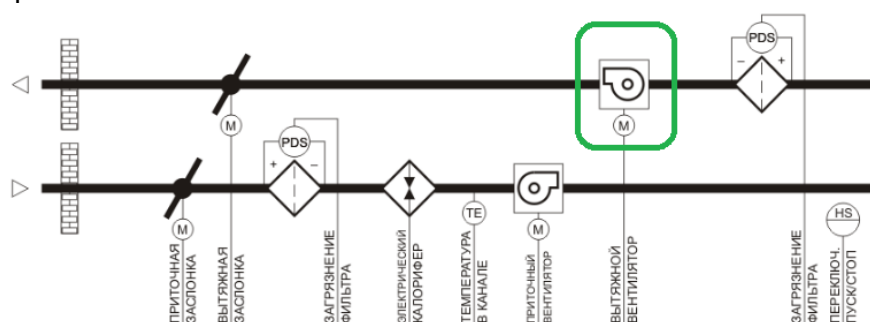 PDS
– +
M
M
PDS
+ –
TE
M
M
HS
ПРИТОЧНАЯ
ЗАСЛОНКА
ВЫТЯЖНАЯ
ЗАСЛОНКА
ЗАГРЯЗНЕНИЕ
ФИЛЬТРА
ЭЛЕКТРИЧЕСКИЙ
КАЛОРИФЕР
ТЕМПЕРАТУРА
В КАНАЛЕ
ПРИТОЧНЫЙ
ВЕНТИЛЯТОР
ВЫТЯЖНОЙ
ВЕНТИЛЯТОР
ЗАГРЯЗНЕНИЕ
ФИЛЬТРА
ПЕРЕКЛЮЧ.
ПУСК/СТОП